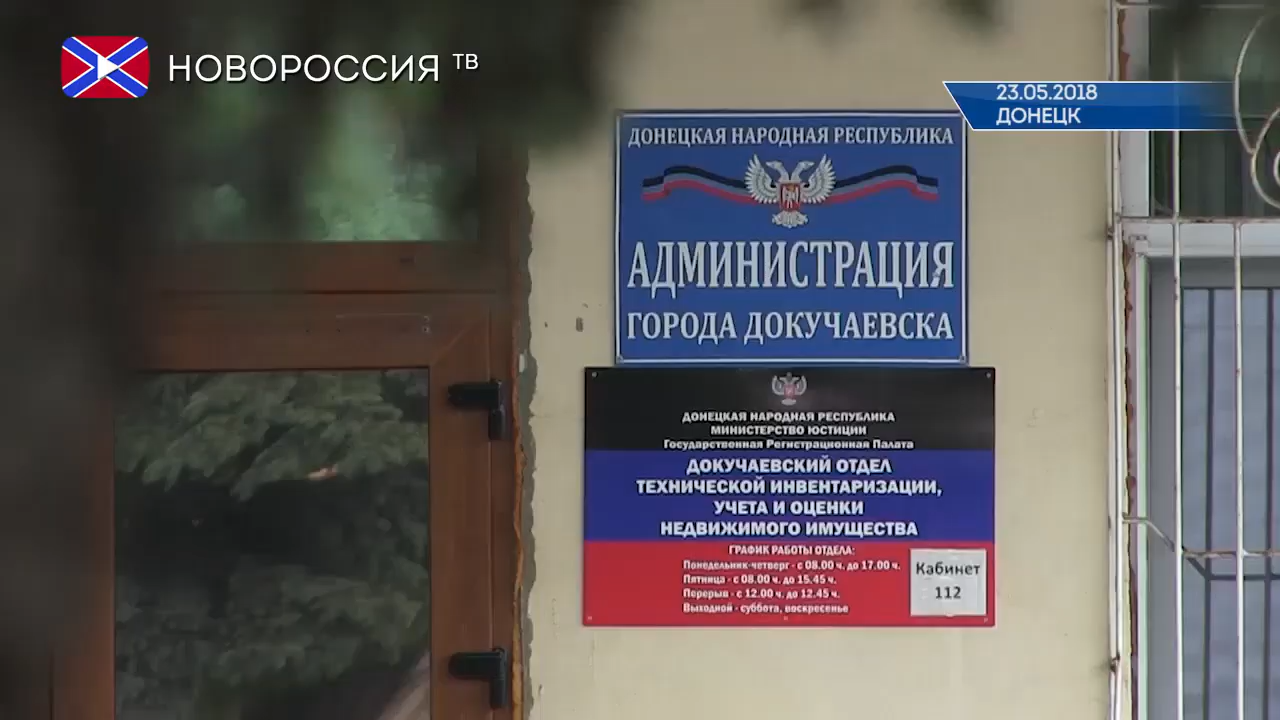 НОВОРОССИЯ ТВ
23.05.2018
ДОНЕЦК
ДОНЕЦКАЯ НАРОДНАЯ РЕСПУБЛИКА
АДМИНИСТРАЦИЯ
ГОРОДА ДОКУЧАЕВСКА
ДОНЕЦКАЯ НАРОДНАЯ РЕСПУБЛИКА
МИНИСТЕРСТВО ЮСТИЦИИ
Государственная Регистрационная Палата
ДОКУЧАЕВСКИЙ ОТДЕЛ
ТЕХНИЧЕСКОЙ ИНВЕНТАРИЗАЦИИ,
УЧЕТА И ОЦЕНКИ
НЕДВИЖИМОГО ИМУЩЕСТВА
ГРАФИК РАБОТЫ ОТДЕЛА:
Понедельник-четверг - с 08.00 ч. до 17.00 ч.
Пятница - с 08.00 ч. до 15.45 ч.
Перерыв - с 12.00 ч. до 12.45 ч.
Выходной - суббота, воскресенье
Кабинет
112